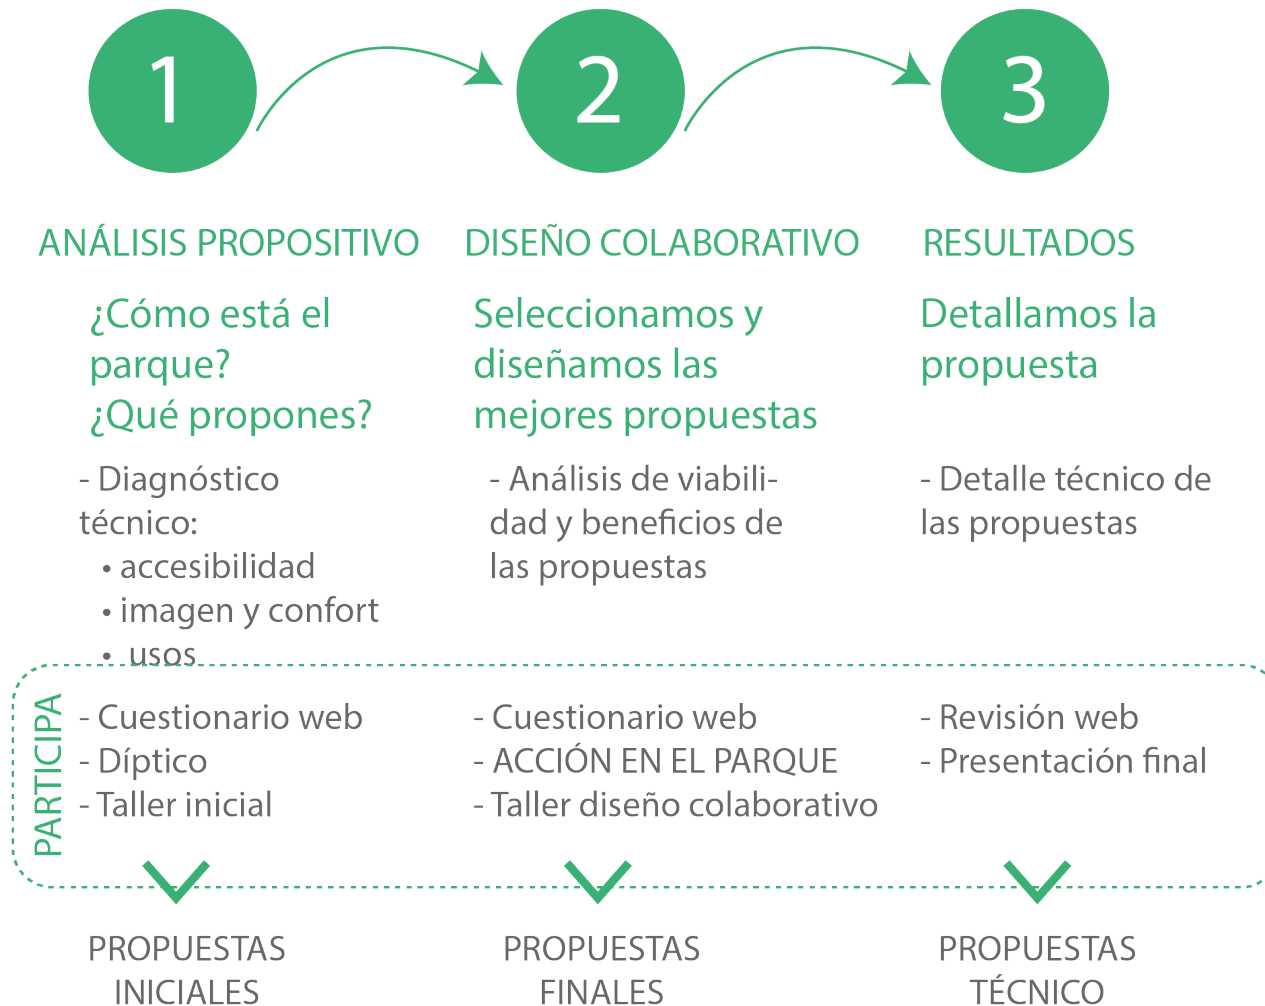 1
2
3
ANÁLISIS PROPOSITIVO
¿Cómo está el
parque?
¿Qué propones?
- Diagnóstico
técnico:
• accesibilidad
• imagen y confort
• usos
DISEÑO COLABORATIVO
Seleccionamos y
diseñamos las
mejores propuestas
- Análisis de viabili-
dad y beneficios de
las propuestas
RESULTADOS
Detallamos la
propuesta
- Detalle técnico de
las propuestas
PARTICIPA
- Cuestionario web
- Díptico
- Taller inicial
- Cuestionario web
- ACCIÓN EN EL PARQUE
- Taller diseño colaborativo
- Revisión web
- Presentación final
PROPUESTAS
INICIALES
PROPUESTAS
FINALES
PROPUESTAS
TÉCNICO